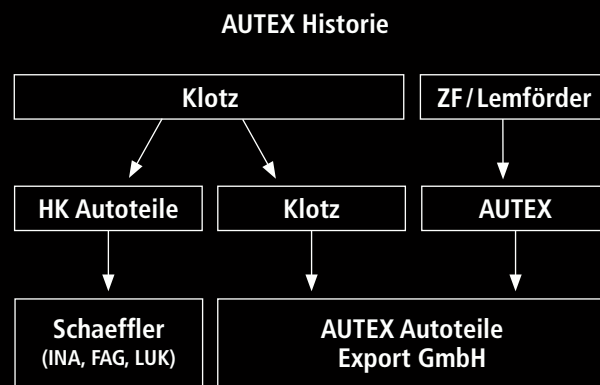 AUTEX Historie
Klotz
ZF/Lemförder
HK Autoteile
Klotz
AUTEX
Schaeffler
(INA, FAG, LUK)
AUTEX Autoteile
Export GmbH